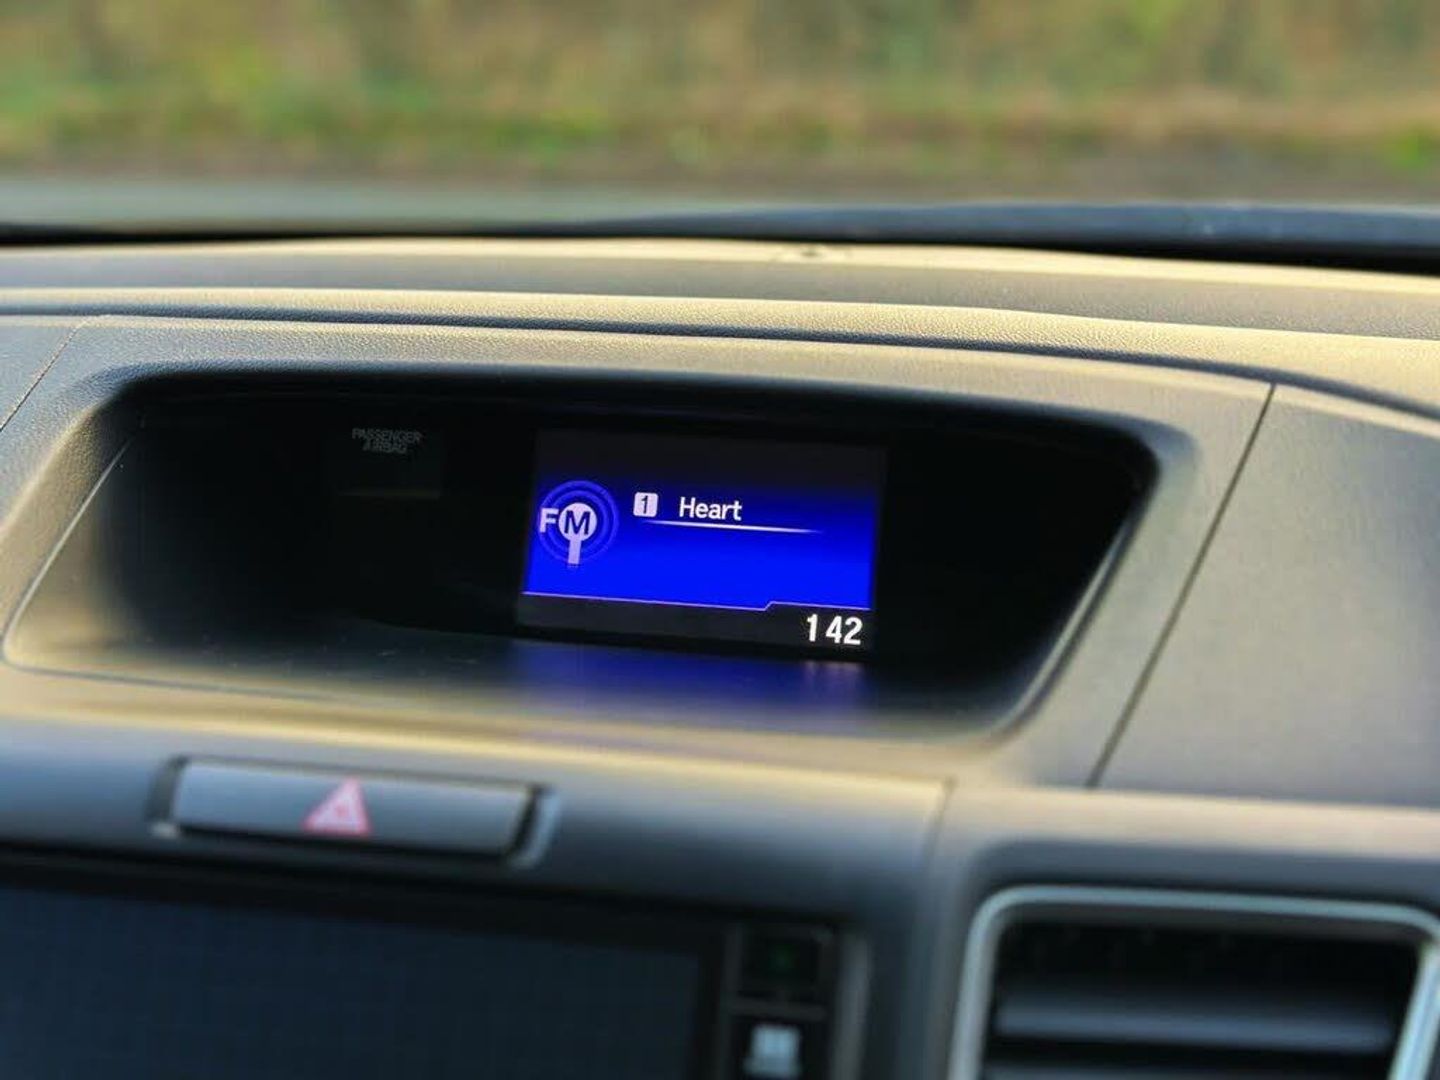 PASSENGER
AIRBAG
FM
1 Heart
142